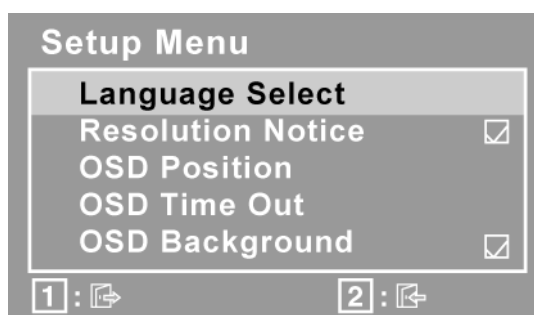 Setup Menu
Language Select
Resolution Notice
OSD Position
OSD Time Out
OSD Background
1 : 2 :